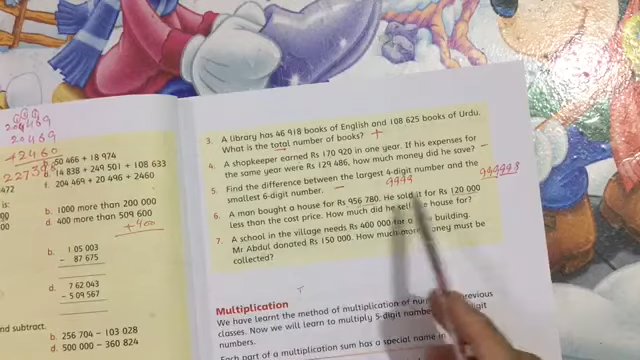 204469
20469
+2460
227398
472
b. 50 466 + 18 974
d. 14 838 + 249 501 + 108 633
f. 204 469 + 20 496 + 2460
is:
b. 1000 more than 200 000
d. 400 more than 509 600
+400
b. 1 05 003
- 87 675
d. 7 62 043
- 5 09 567
nd subtract.
b. 256 704 – 103 028
d. 500 000 – 360 824
3. A library has 46 918 books of English and 108 625 books of Urdu.
What is the total number of books? +
4. A shopkeeper earned Rs 170 920 in one year. If his expenses for
the same year were Rs 129 486, how much money did he save? –
5. Find the difference between the largest 4-digit number and the
smallest 6-digit number. –
9999
6. A man bought a house for Rs 956 780. He sold it for Rs 120 000
less than the cost price. How much did he sell the house for?
7. A school in the village needs Rs 400 000 for a building.
Mr Abdul donated Rs 150 000. How much more money must be
collected?
Multiplication
We have learnt the method of multiplication of in previous
classes. Now we will learn to multiply 5-digit digit
numbers.
Each part of a multiplication sum has a special name in